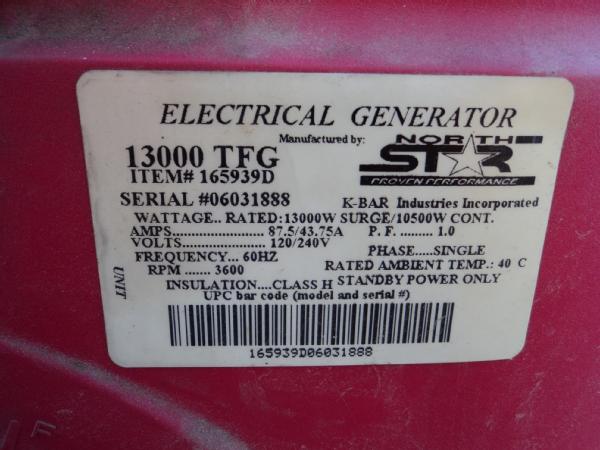 ELECTRICAL GENERATOR
Manufactured by:
NORTH STAR
PROVEN PERFORMANCE
13000 TFG
ITEM# 165939D
SERIAL #06031888
K-BAR Industries Incorporated
WATTAGE.. RATED:13000W SURGE/10500W CONT.
AMPS.................. 87.5/43.75A P. F. ........ 1.0
VOLTS.................... 120/240V
FREQUENCY...... 60HZ PHASE.....SINGLE
RPM ..... 3600 RATED AMBIENT TEMP.: 40 C
INSULATION....CLASS H STANDBY POWER ONLY
UNIT
UPC bar code (model and serial #)
165939D06031888